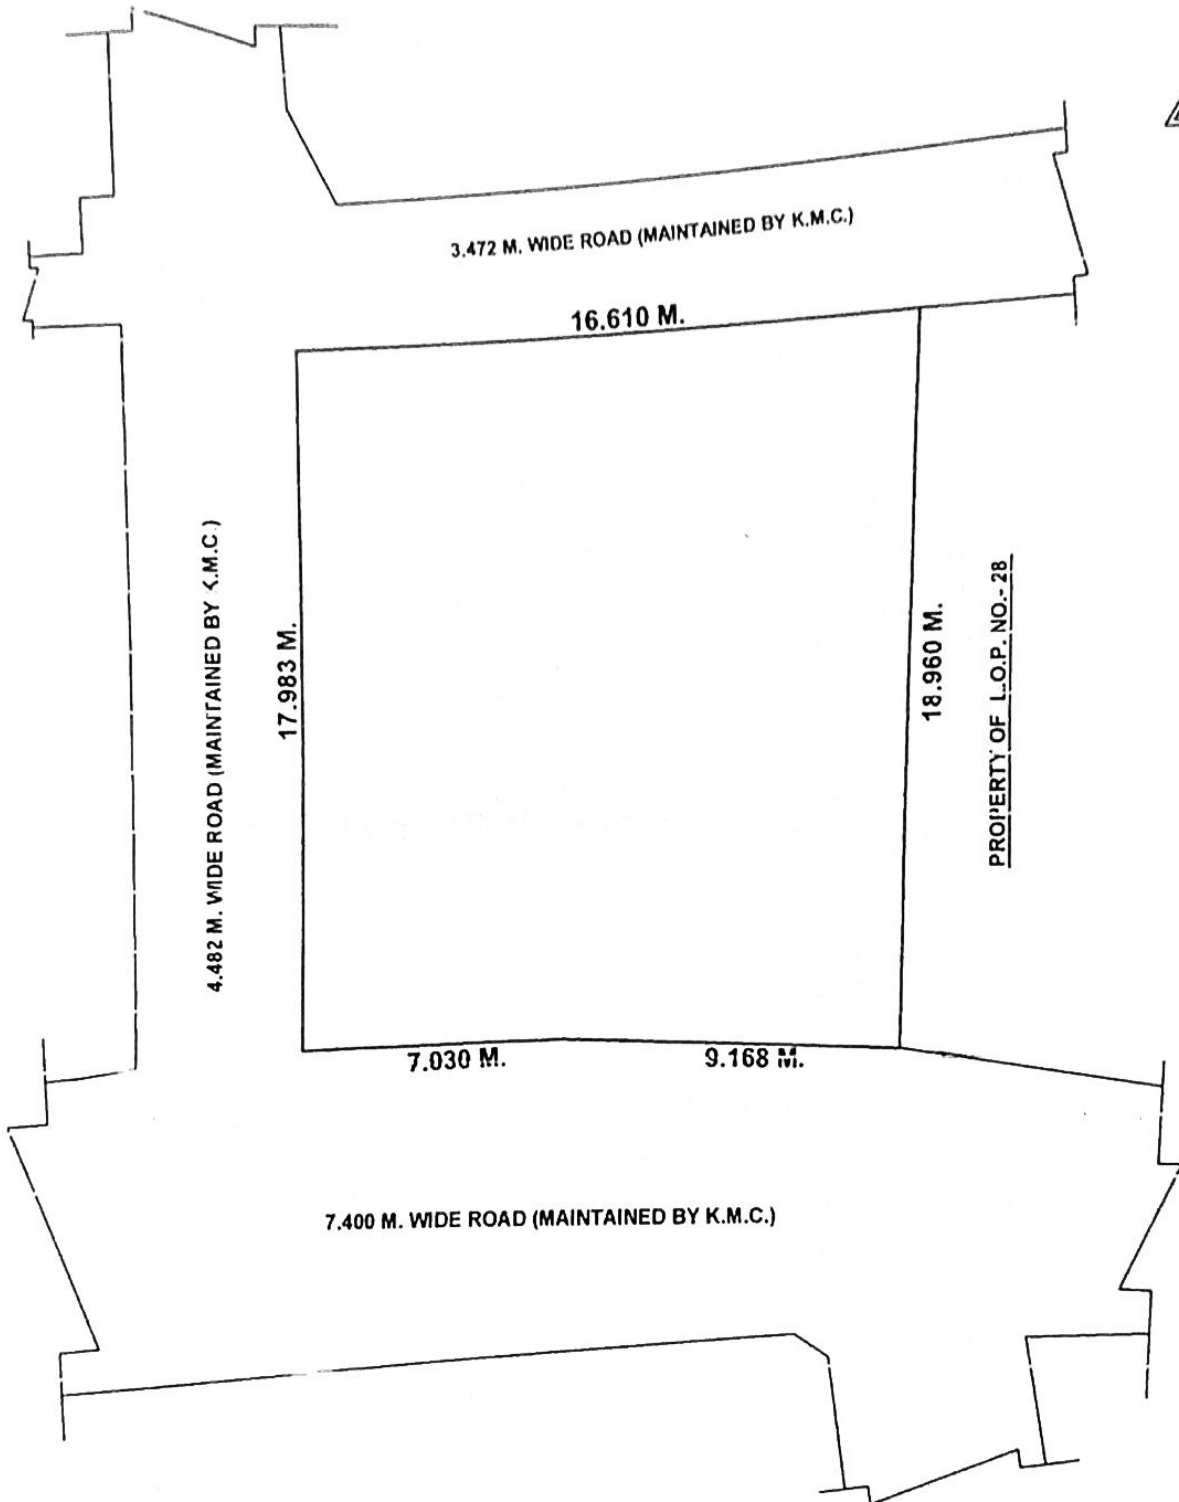 3.472 M. WIDE ROAD (MAINTAINED BY K.M.C.)
16.610 M.
4.482 M. WIDE ROAD (MAINTAINED BY K.M.C.)
17.983 M.
18.960 M.
PROPERTY OF L.O.P. NO.- 28
7.030 M.
9.168 M.
7.400 M. WIDE ROAD (MAINTAINED BY K.M.C.)